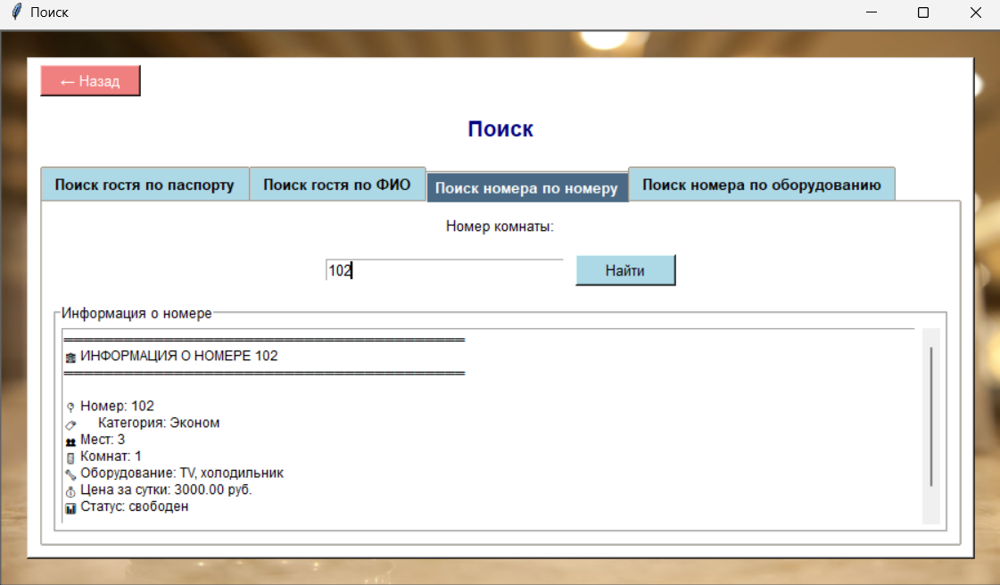 Поиск
← Назад
Поиск
Поиск гостя по паспорту
Поиск гостя по ФИО
Поиск номера по номеру
Поиск номера по оборудованию
Номер комнаты:
102
Найти
Информация о номере
ИНФОРМАЦИЯ О НОМЕРЕ 102
Номер: 102
Категория: Эконом
Мест: 3
Комнат: 1
Оборудование: TV, холодильник
Цена за сутки: 3000.00 руб.
Статус: свободен